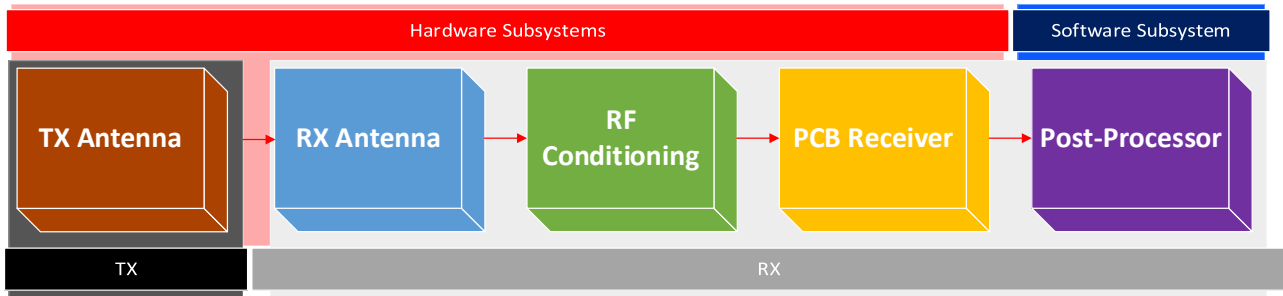 Hardware Subsystems
Software Subsystem
TX Antenna
RX Antenna
RF
Conditioning
PCB Receiver
Post-Processor
TX
RX